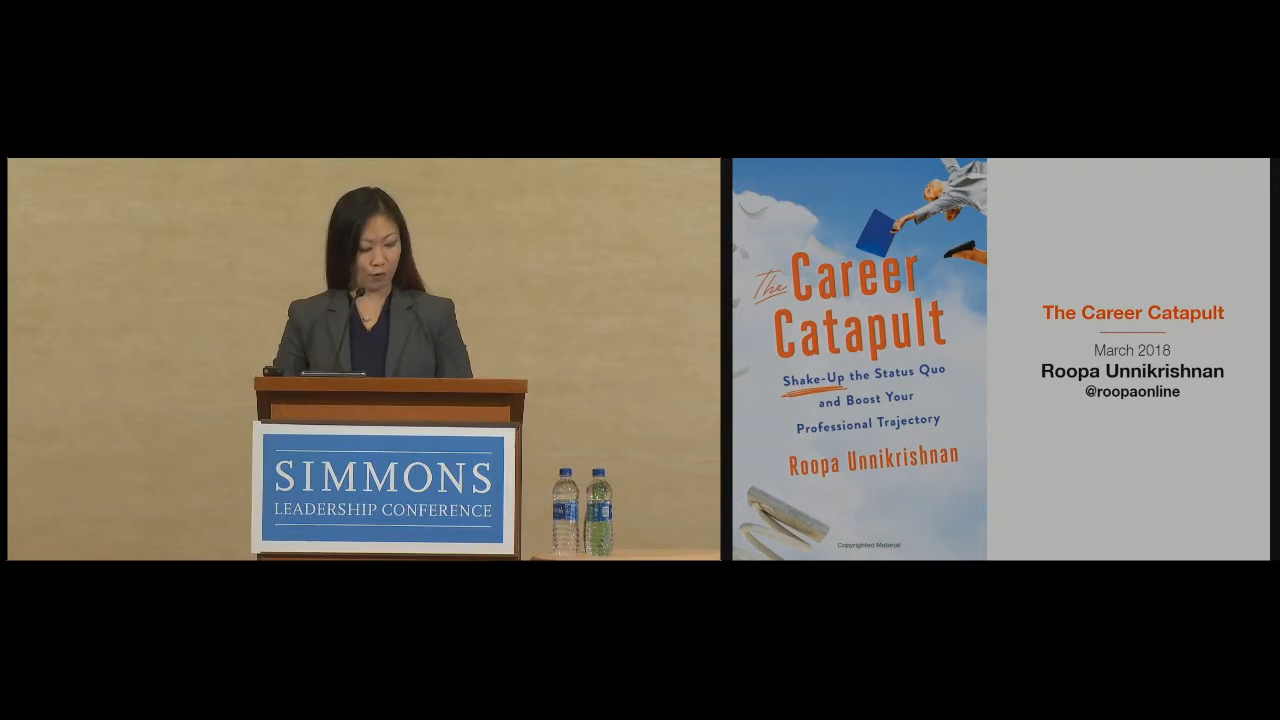 SIMMONS
LEADERSHIP CONFERENCE
The Career
Catapult
Shake-Up the Status Quo
and Boost Your
Professional Trajectory
Roopa Unnikrishnan
Copyrighted Material
The Career Catapult
March 2018
Roopa Unnikrishnan
@roopaonline